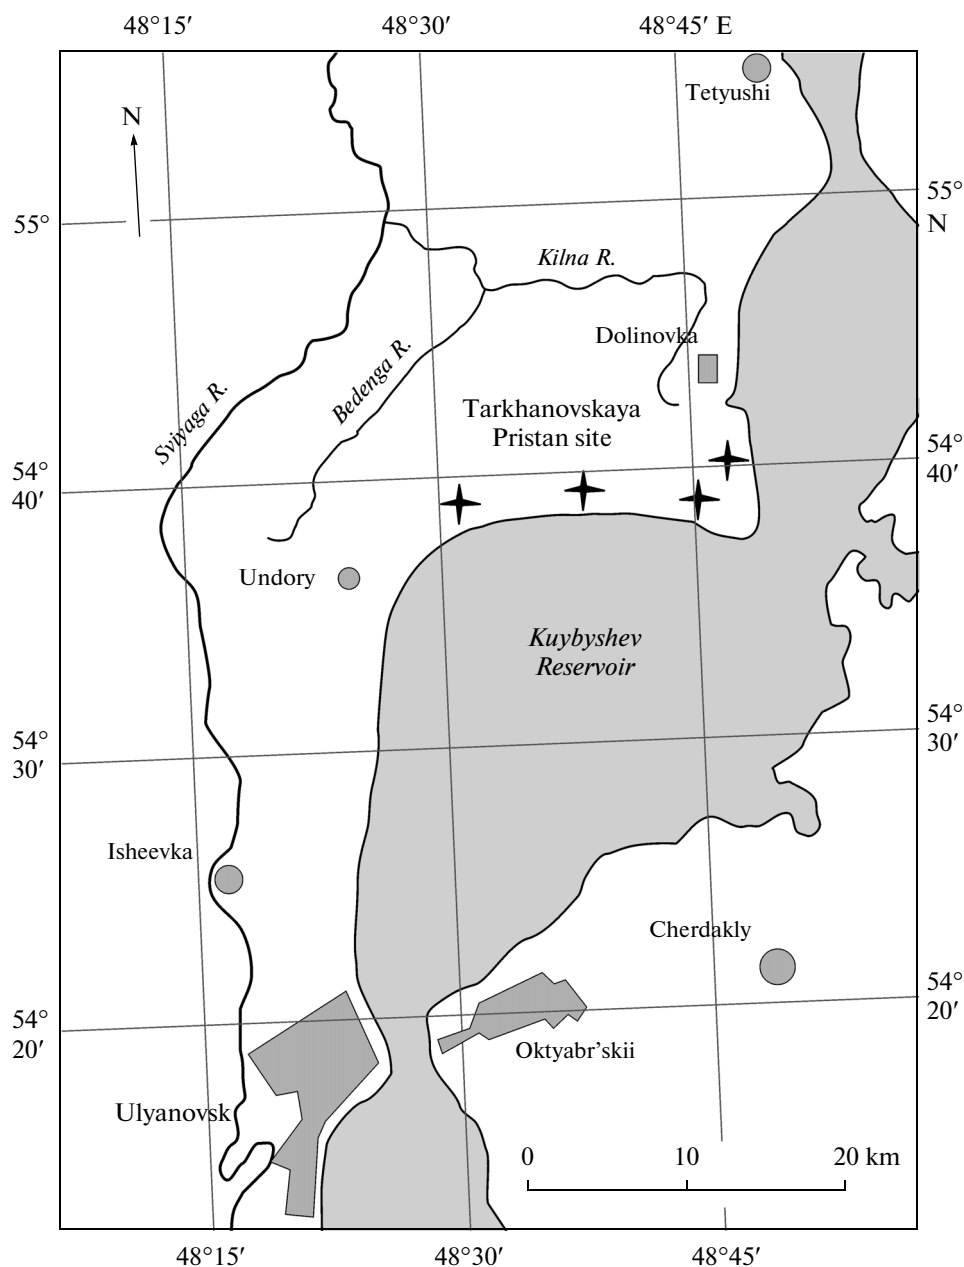 48°15′ 48°30′ 48°45′ E
Tetyushi
N
55°
N
55°
Kilna R.
Dolinovka
Bedenga R.
Sviyaga R.
Tarkhanovskaya
Pristan site
54°
40′
54°
40′
Undory
Kuybyshev
Reservoir
54°
30′
54°
30′
Isheevka
Cherdakly
54°
20′
54°
20′
Oktyabr’skii
Ulyanovsk
0 10 20 km
48°15′ 48°30′ 48°45′